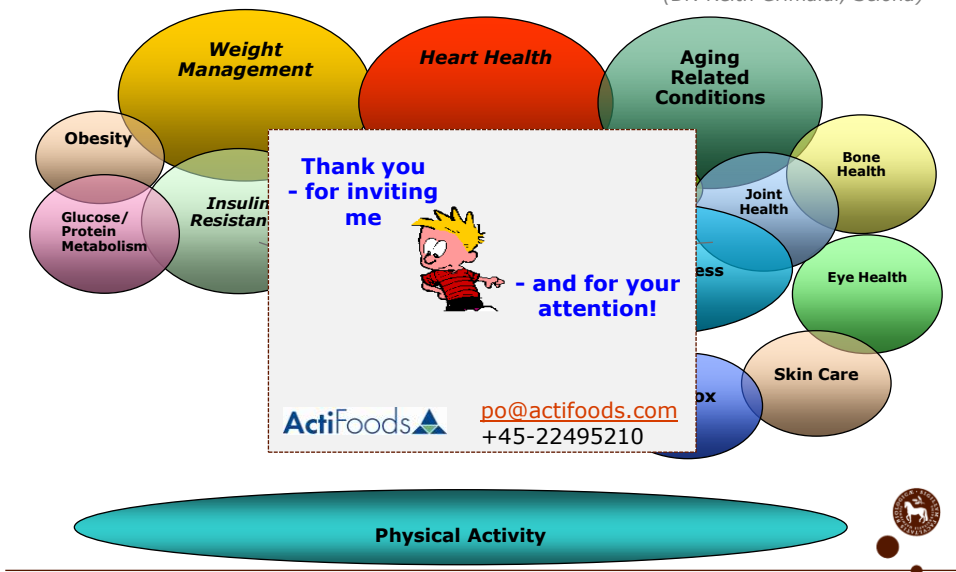 Weight
Management
Heart Health
Aging
Related
Conditions
Obesity
Bone
Health
Thank you
- for inviting
me
Joint
Health
Glucose/
Protein
Metabolism
Insulin
Resistan
ess
Eye Health
- and for your
attention!
Skin Care
ox
ActiFoods
po@actifoods.com
+45-22495210
Physical Activity